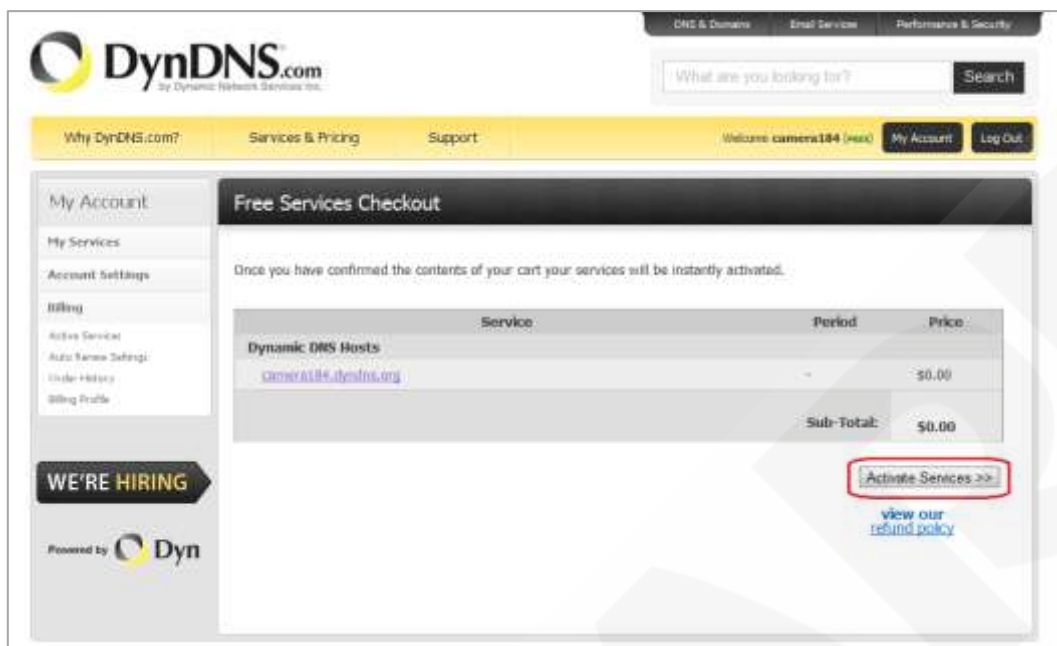 DNS & Domains Email Services Performance & Security
DynDNS.com
by Dynamic Network Services Inc.
What are you looking for? Search
Why DynDNS.com? Services & Pricing Support Welcome camera184 My Account Log Out
My Account
My Services
Account Settings
Billing
Active Services
Auto Renew Settings
Order History
Billing Profile
WE'RE HIRING
Powered by Dyn
Free Services Checkout
Once you have confirmed the contents of your cart your services will be instantly activated.
Service Period Price
Dynamic DNS Hosts
camera184.dyndns.org - $0.00
Sub-Total: $0.00
Activate Services >>
view our
refund policy